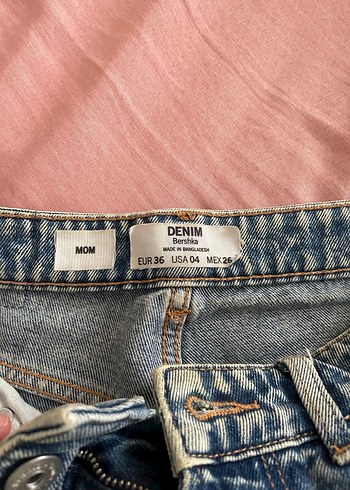 MOM
DENIM
Bershka
MADE IN BANGLADESH
EUR 36 USA 04 MEX 26